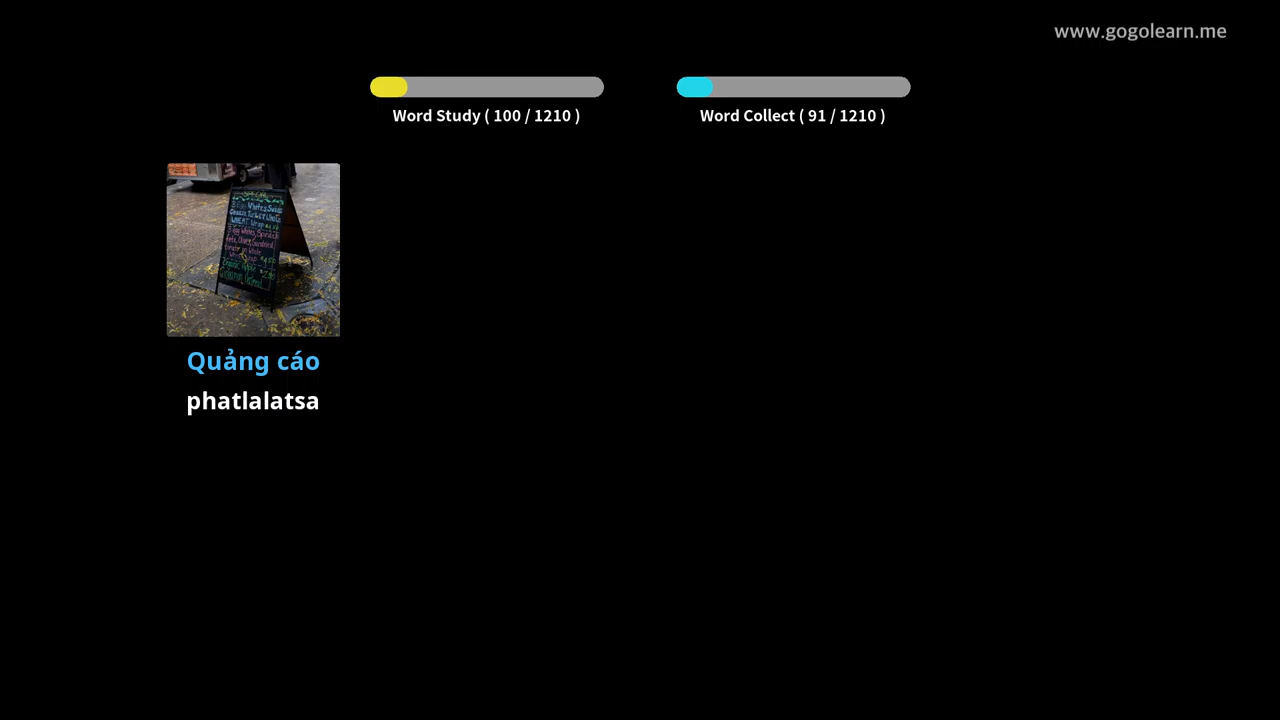 www.gogolearn.me
Word Study ( 100 / 1210 )
Word Collect ( 91 / 1210 )
Quảng cáo
phatlalatsa